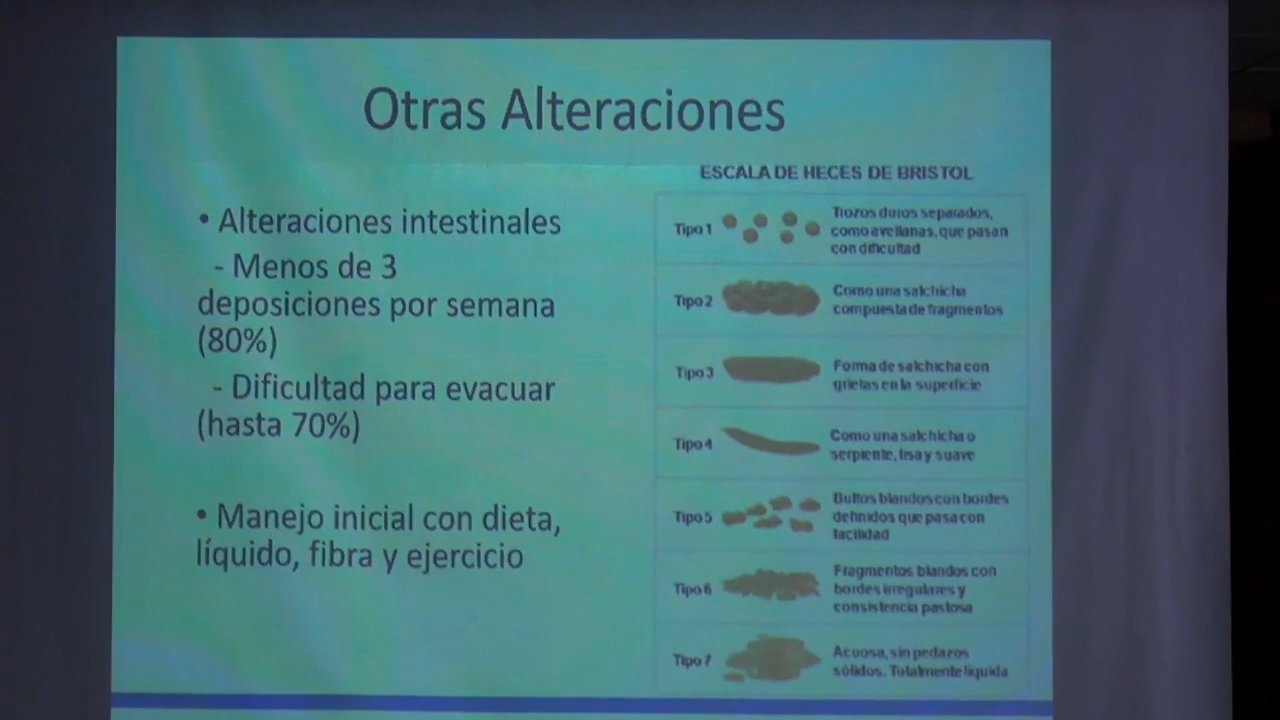 Otras Alteraciones
• Alteraciones intestinales
- Menos de 3
deposiciones por semana
(80%)
- Dificultad para evacuar
(hasta 70%)
• Manejo inicial con dieta,
líquido, fibra y ejercicio
ESCALA DE HECES DE BRISTOL
Tipo 1
Trozos duros separados,
como avellanas, que pasan
con dificultad
Tipo 2
Como una salchicha
compuesta de fragmentos
Tipo 3
Forma de salchicha con
grietas en la superficie
Tipo 4
Como una salchicha o
serpiente, lisa y suave
Tipo 5
Bultos blandos con bordes
definidos que pasa con
facilidad
Tipo 6
Fragmentos blandos con
bordes irregulares y
consistencia pastosa
Tipo 7
Acuosa, sin pedazos
sólidos. Totalmente líquida